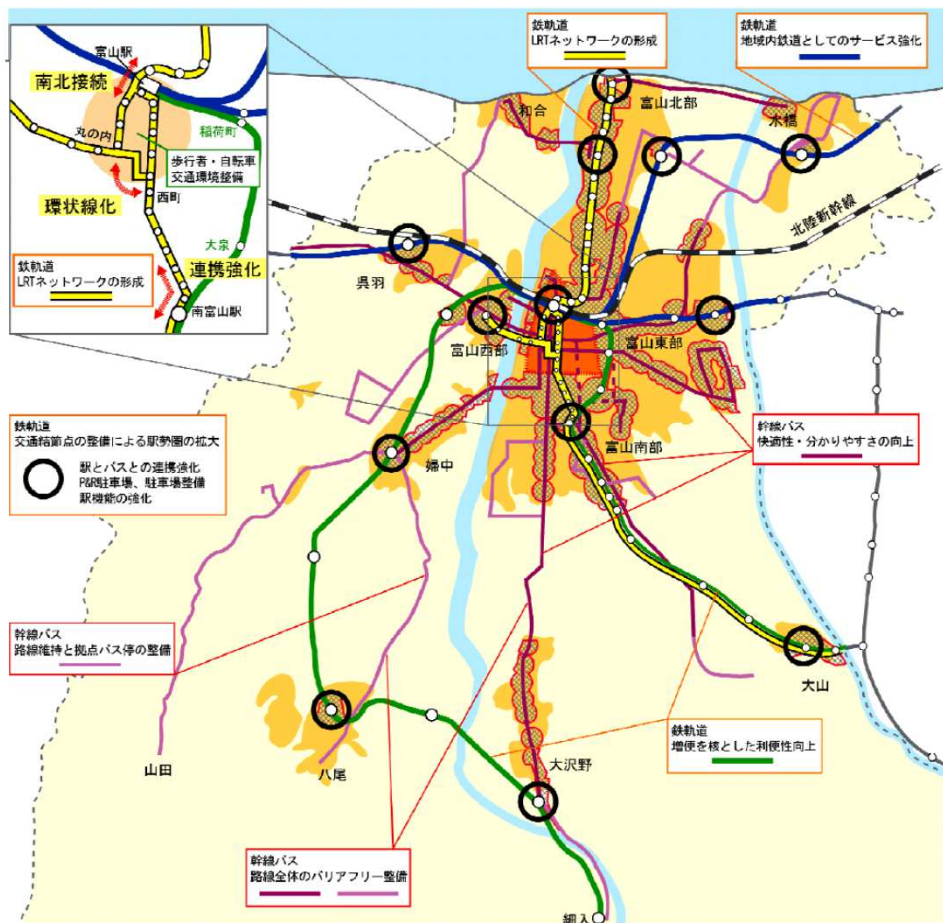 富山駅
南北接続
丸の内
稲荷町
歩行者・自転車
交通環境整備
西町
環状線化
大泉
連携強化
鉄軌道
LRTネットワークの形成
南富山駅
鉄軌道
LRTネットワークの形成
鉄軌道
地域内鉄道としてのサービス強化
富山北部
和合
水橋
北陸新幹線
呉羽
富山西部
富山東部
鉄軌道
交通結節点の整備による駅勢圏の拡大
駅とバスとの連携強化
P&R駐車場、駐車場整備
駅機能の強化
婦中
富山南部
幹線バス
快適性・分かりやすさの向上
幹線バス
路線維持と拠点バス停の整備
大山
鉄軌道
増便を核とした利便性向上
山田
八尾
大沢野
幹線バス
路線全体のバリアフリー整備
細入